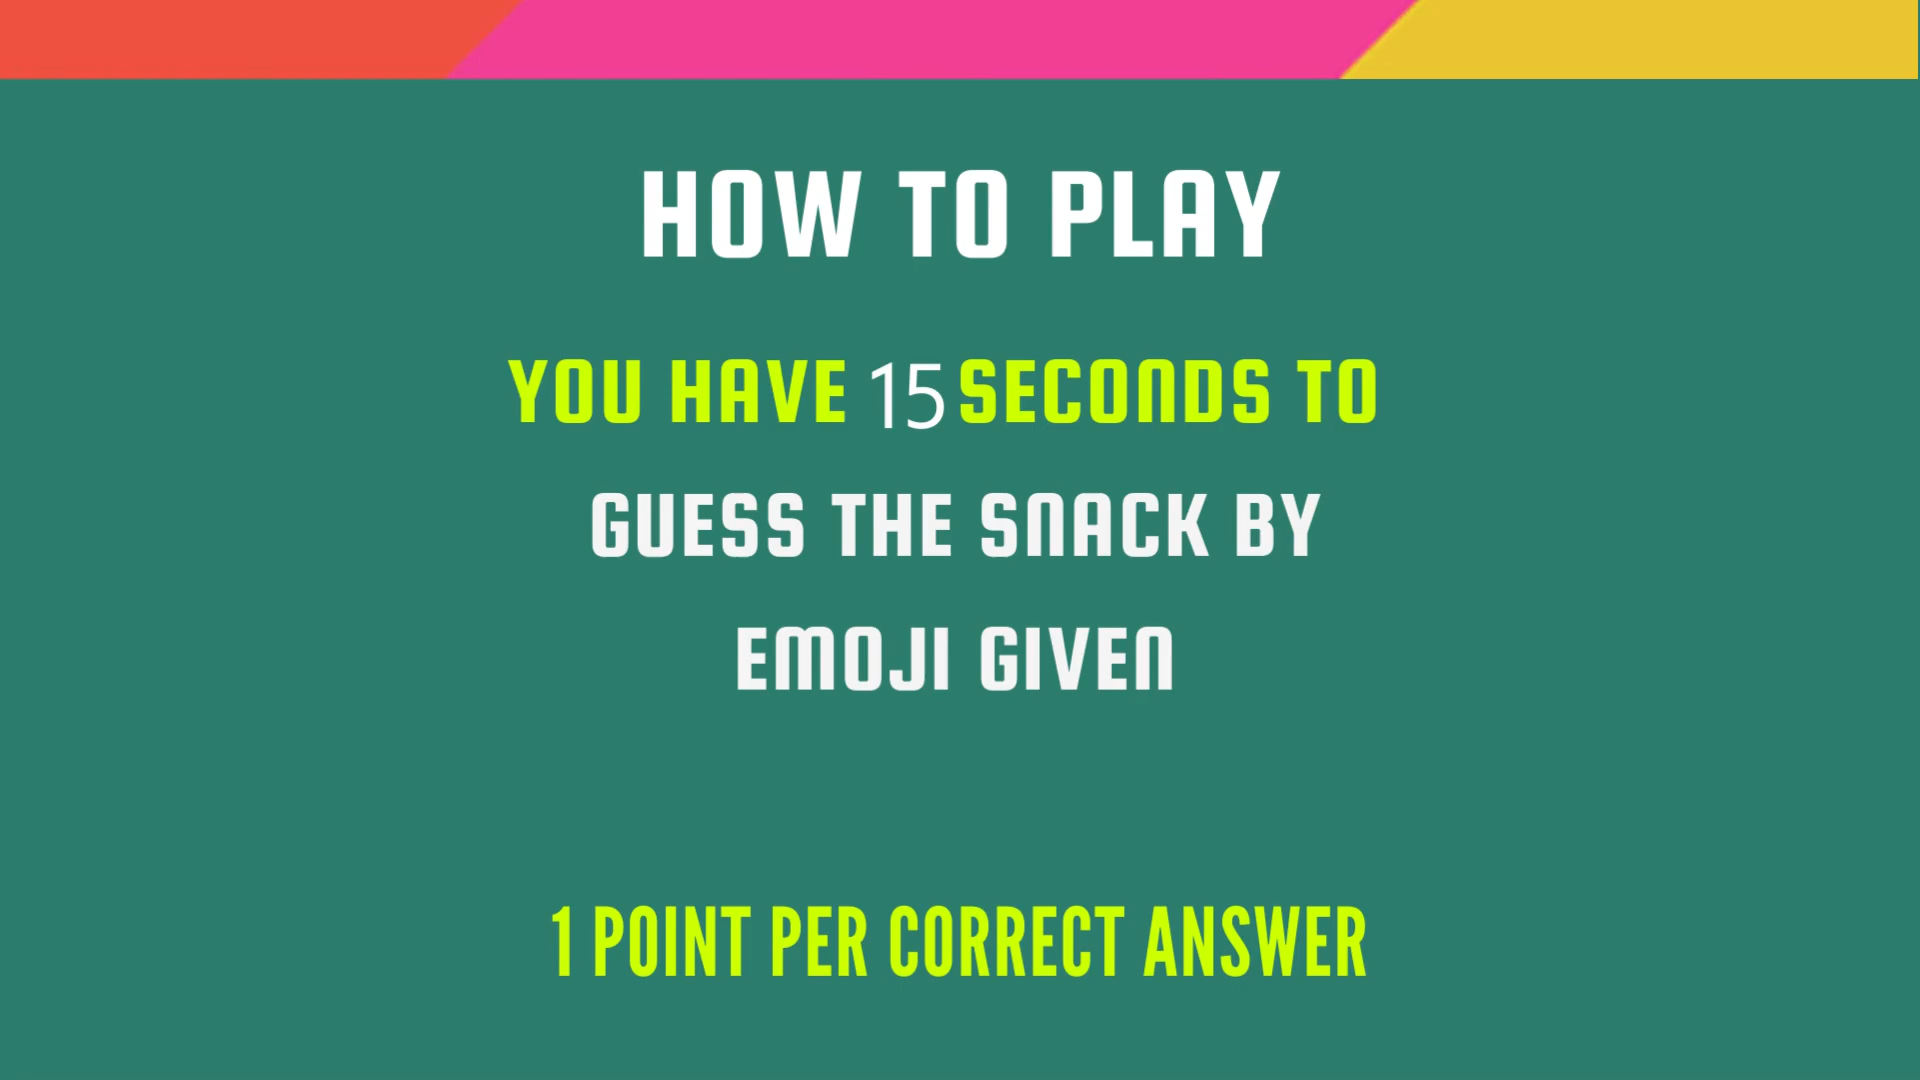 HOW TO PLAY
YOU HAVE 15 SECONDS TO
GUESS THE SNACK BY
EMOJI GIVEN
1 POINT PER CORRECT ANSWER